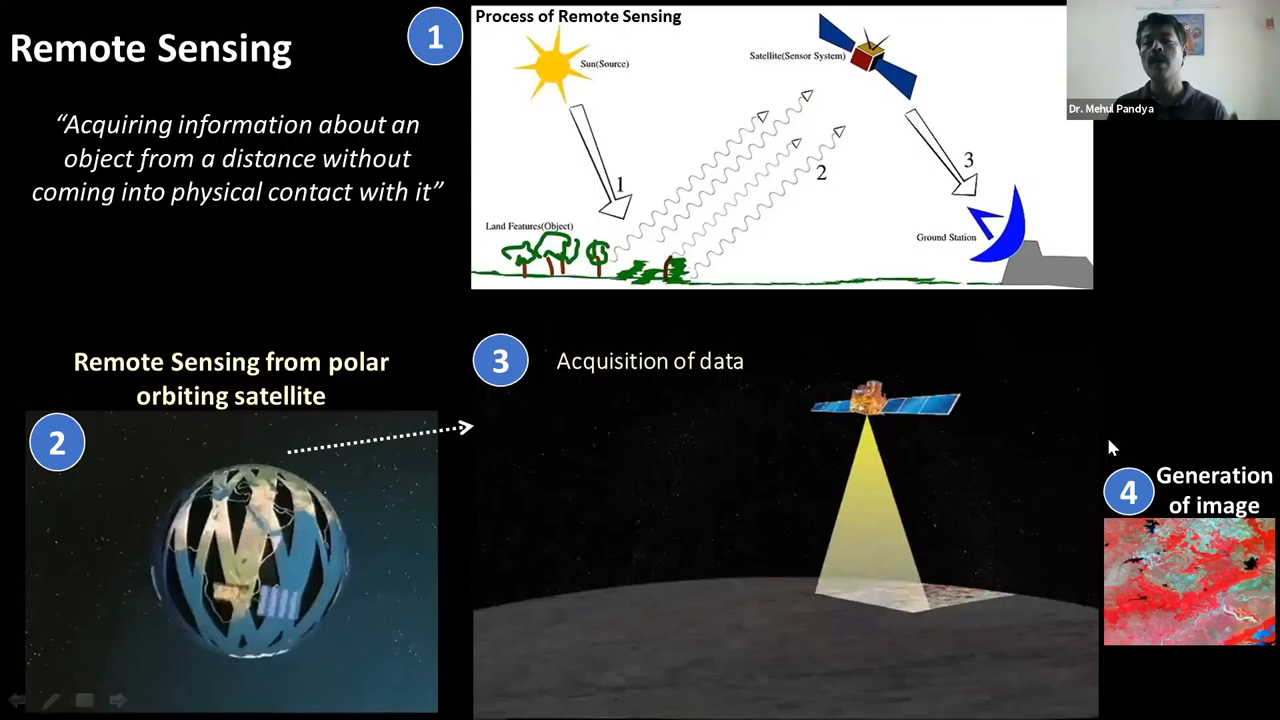 Remote Sensing
“Acquiring information about an
object from a distance without
coming into physical contact with it”
1
Process of Remote Sensing
Sun(Source)
Satellite(Sensor System)
1
2
3
Land Features(Object)
Ground Station
Dr. Mehul Pandya
Remote Sensing from polar
orbiting satellite
2
3
Acquisition of data
4
Generation
of image